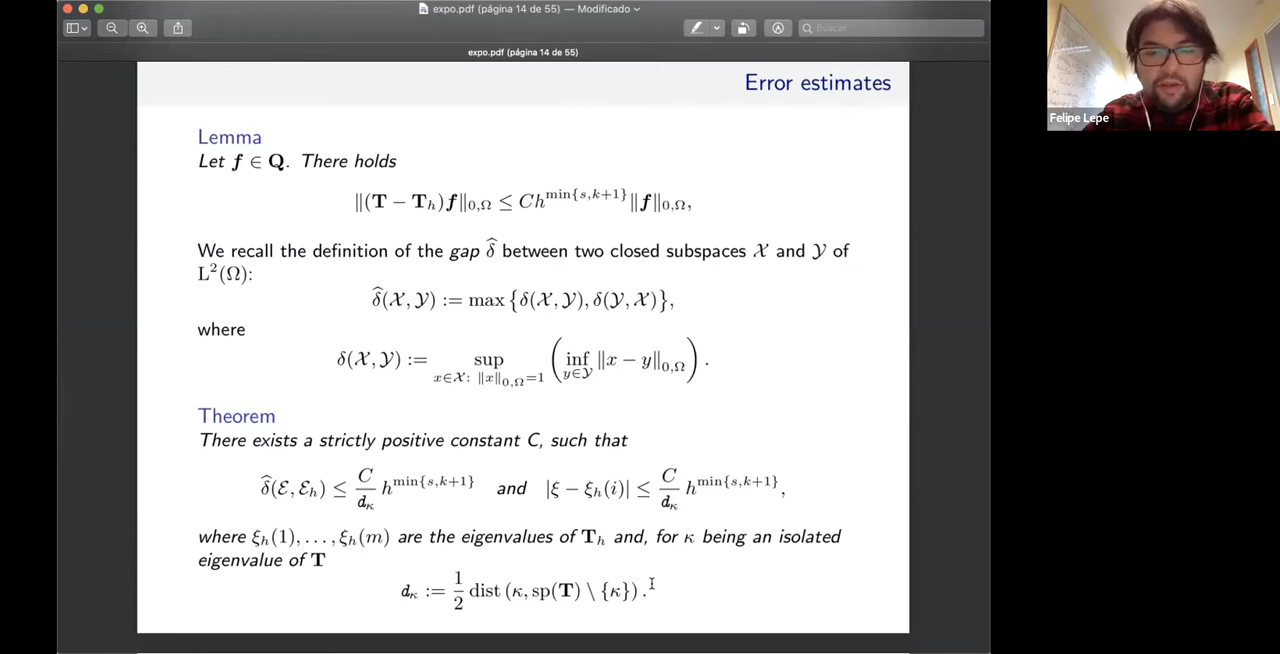 expo.pdf (página 14 de 55) — Modificado
Buscar
expo.pdf (página 14 de 55)
Felipe Lepe
Error estimates
Lemma
Let f ∈ Q. There holds
‖(T − T_h)f‖_{0,Ω} ≤ Ch^{min{s,k+1}}‖f‖_{0,Ω},
We recall the definition of the gap δ̂ between two closed subspaces 𝒳 and 𝒴 of
L²(Ω):
δ̂(𝒳, 𝒴) := max {δ(𝒳, 𝒴), δ(𝒴, 𝒳)},
where
δ(𝒳, 𝒴) := sup_{x∈𝒳: ‖x‖_{0,Ω}=1} ( inf_{y∈𝒴} ‖x − y‖_{0,Ω} ) .
Theorem
There exists a strictly positive constant C, such that
δ̂(ℰ, ℰ_h) ≤ C/d_κ h^{min{s,k+1}} and |ξ − ξ_h(i)| ≤ C/d_κ h^{min{s,k+1}},
where ξ_h(1), . . . , ξ_h(m) are the eigenvalues of T_h and, for κ being an isolated
eigenvalue of T
d_κ := 1/2 dist (κ, sp(T) \ {κ}) .